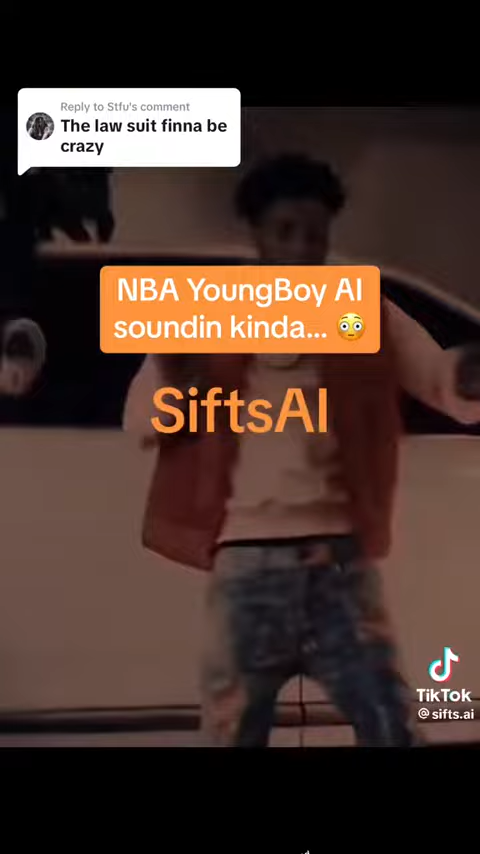 Reply to Stfu's comment
The law suit finna be
crazy
NBA YoungBoy AI
soundin kinda... 😳
SiftsAI
TikTok
@sifts.ai